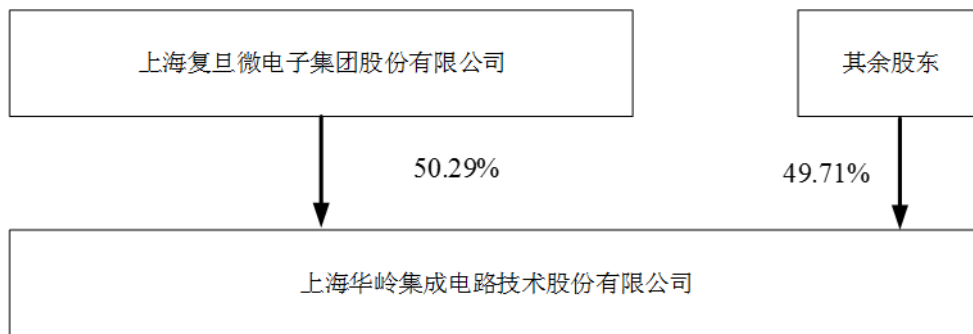 上海复旦微电子集团股份有限公司
其余股东
50.29%
49.71%
上海华岭集成电路技术股份有限公司